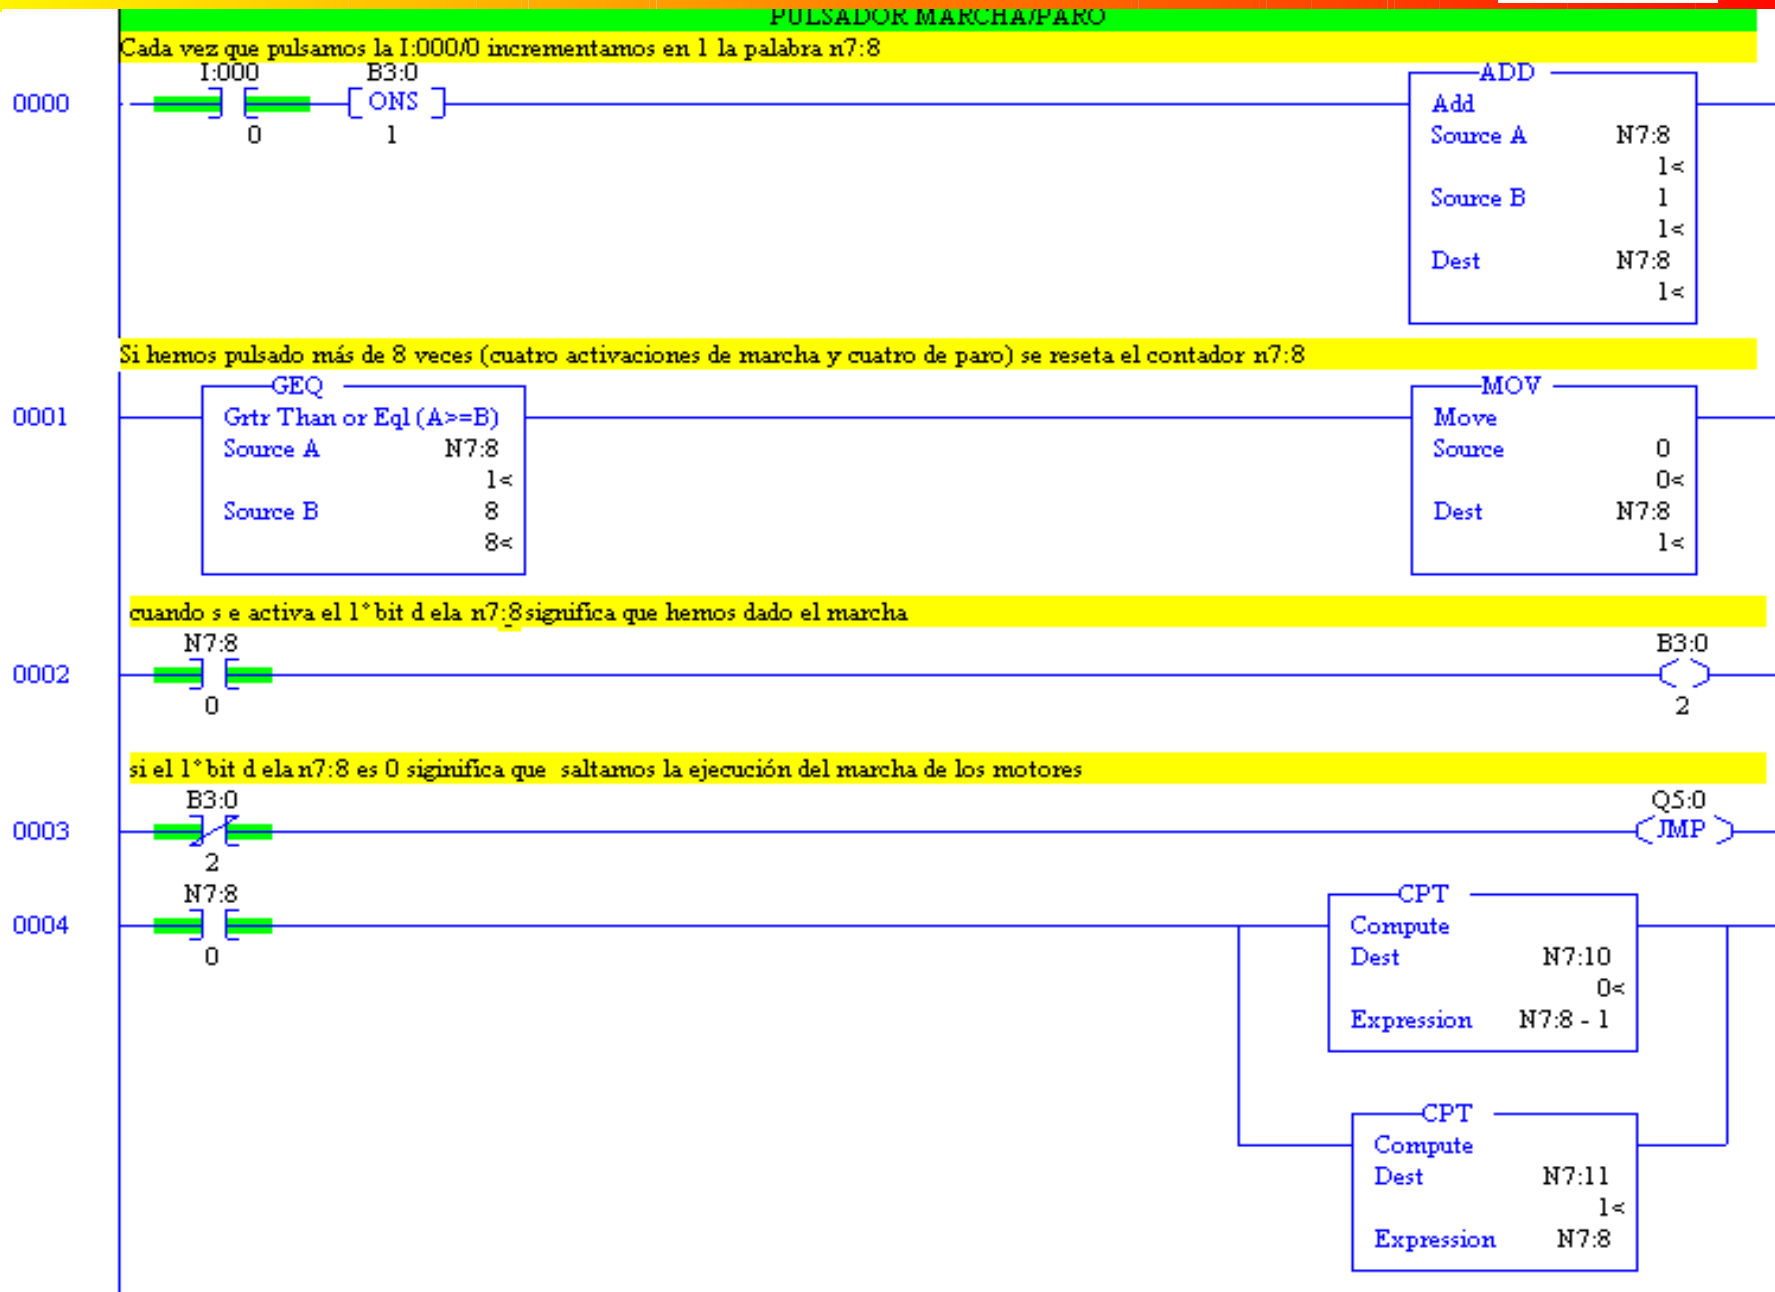 PULSADOR MARCHA/PARO
Cada vez que pulsamos la I:000/0 incrementamos en 1 la palabra n7:8
0000
I:000
0
B3:0
ONS
1
ADD
Add
Source A N7:8
1<
Source B 1
1<
Dest N7:8
1<
Si hemos pulsado más de 8 veces (cuatro activaciones de marcha y cuatro de paro) se reseta el contador n7:8
0001
GEQ
Grtr Than or Eql (A>=B)
Source A N7:8
1<
Source B 8
8<
MOV
Move
Source 0
0<
Dest N7:8
1<
cuando s e activa el 1° bit d ela n7:8 significa que hemos dado el marcha
0002
N7:8
0
B3:0
2
si el 1° bit d ela n7:8 es 0 siginifica que saltamos la ejecución del marcha de los motores
0003
B3:0
2
Q5:0
JMP
0004
N7:8
0
CPT
Compute
Dest N7:10
0<
Expression N7:8 - 1
CPT
Compute
Dest N7:11
1<
Expression N7:8